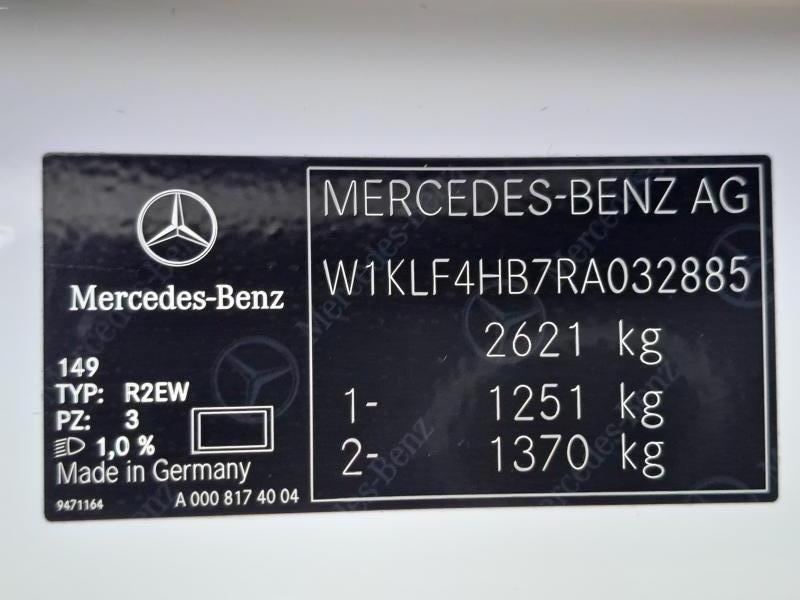 Mercedes-Benz
149
TYP: R2EW
PZ: 3
1,0 %
Made in Germany
9471164 A 000 817 40 04
MERCEDES-BENZ AG
W1KLF4HB7RA032885
2621 kg
1- 1251 kg
2- 1370 kg